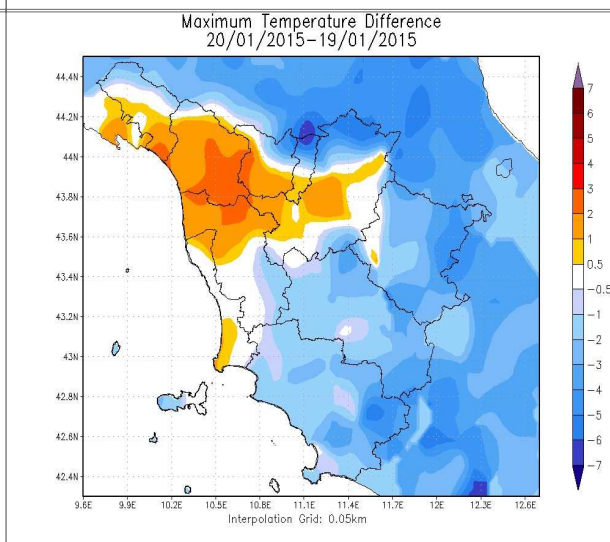 Maximum Temperature Difference
20/01/2015-19/01/2015
44.4N
44.2N
44N
43.8N
43.6N
43.4N
43.2N
43N
42.8N
42.6N
42.4N
9.6E 9.9E 10.2E 10.5E 10.8E 11.1E 11.4E 11.7E 12E 12.3E 12.6E
Interpolation Grid: 0.05km
7
6
5
4
3
2
1
0.5
-0.5
-1
-2
-3
-4
-5
-6
-7